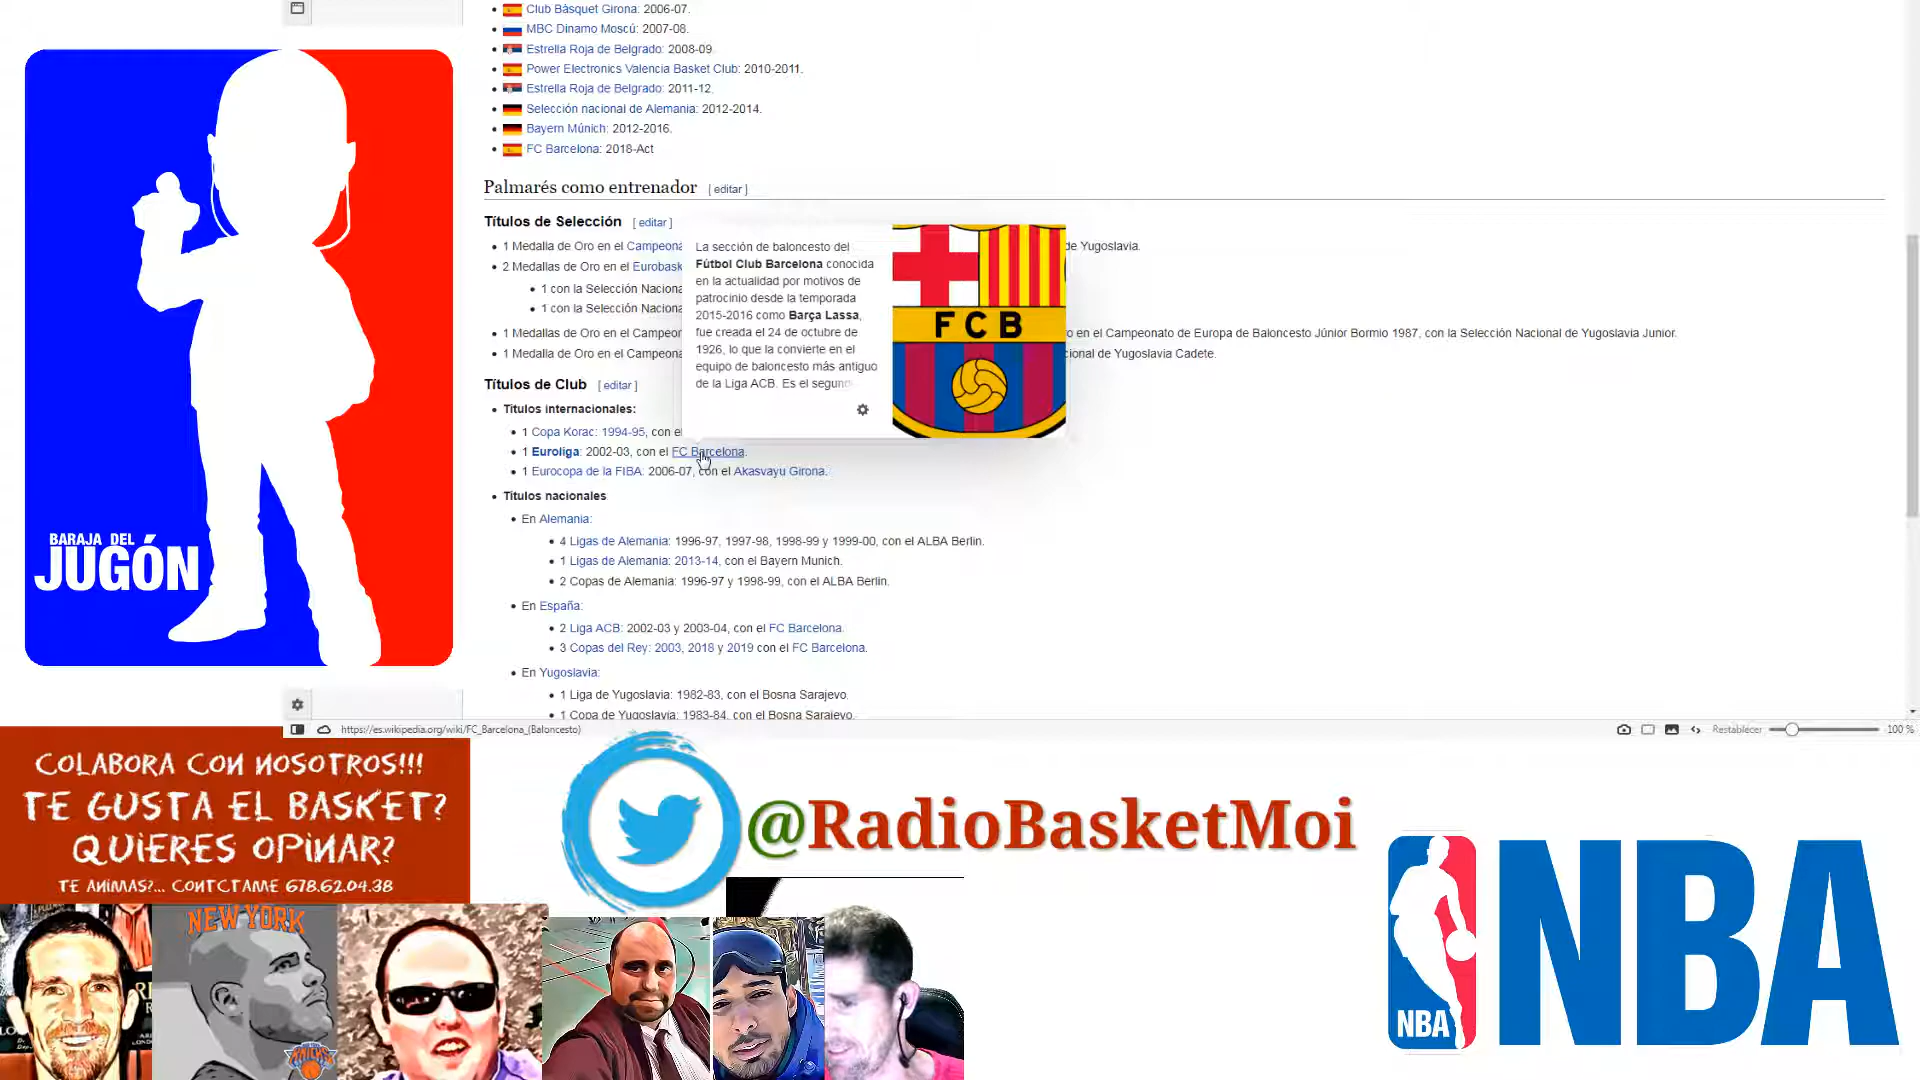 Club Bàsquet Girona: 2006-07.
MBC Dinamo Moscú: 2007-08.
Estrella Roja de Belgrado: 2008-09.
Power Electronics Valencia Basket Club: 2010-2011.
Estrella Roja de Belgrado: 2011-12.
Selección nacional de Alemania: 2012-2014.
Bayern Múnich: 2012-2016.
FC Barcelona: 2018-Act
Palmarés como entrenador [ editar ]
Títulos de Selección [ editar ]
1 Medalla de Oro en el Campeona
de Yugoslavia.
2 Medallas de Oro en el Eurobask
1 con la Selección Naciona
1 con la Selección Naciona
1 Medallas de Oro en el Campeor
ro en el Campeonato de Europa de Baloncesto Júnior Bormio 1987, con la Selección Nacional de Yugoslavia Junior.
1 Medalla de Oro en el Campeona
cional de Yugoslavia Cadete.
La sección de baloncesto del
Fútbol Club Barcelona conocida
en la actualidad por motivos de
patrocinio desde la temporada
2015-2016 como Barça Lassa,
fue creada el 24 de octubre de
1926, lo que la convierte en el
equipo de baloncesto más antiguo
de la Liga ACB. Es el segund
FCB
Títulos de Club [ editar ]
Títulos internacionales:
1 Copa Korac: 1994-95, con e
1 Euroliga: 2002-03, con el FC Barcelona.
1 Eurocopa de la FIBA: 2006-07, con el Akasvayu Girona.
Títulos nacionales
En Alemania:
4 Ligas de Alemania: 1996-97, 1997-98, 1998-99 y 1999-00, con el ALBA Berlin.
1 Ligas de Alemania: 2013-14, con el Bayern Munich.
2 Copas de Alemania: 1996-97 y 1998-99, con el ALBA Berlin.
En España:
2 Liga ACB: 2002-03 y 2003-04, con el FC Barcelona.
3 Copas del Rey: 2003, 2018 y 2019 con el FC Barcelona.
En Yugoslavia:
1 Liga de Yugoslavia: 1982-83, con el Bosna Sarajevo.
1 Copa de Yugoslavia: 1983-84, con el Bosna Sarajevo.
https://es.wikipedia.org/wiki/FC_Barcelona_(Baloncesto)
Restablecer
100 %
BARAJA DEL
JUGÓN
COLABORA CON NOSOTROS!!!
TE GUSTA EL BASKET?
QUIERES OPINAR?
TE ANIMAS?... CONTCTAME 678.62.04.38
@RadioBasketMoi
NEW YORK
KNICKS
NBA
NBA